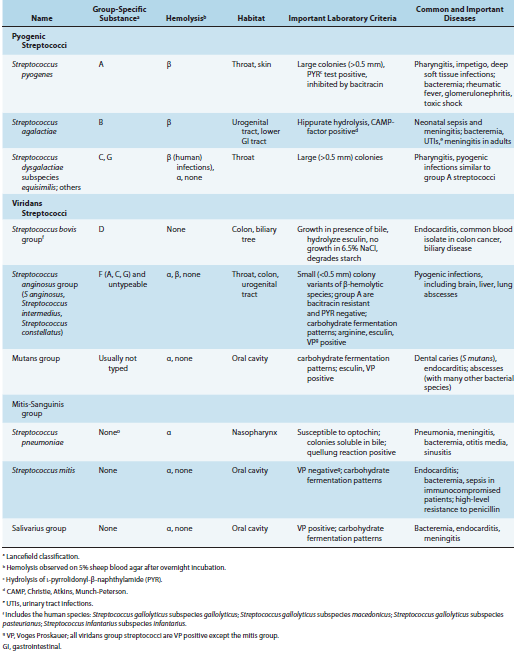 Name
Group-Specific
Substanceᵃ
Hemolysisᵇ
Habitat
Important Laboratory Criteria
Common and Important
Diseases
Pyogenic
Streptococci
Streptococcus
pyogenes
A
β
Throat, skin
Large colonies (>0.5 mm),
PYRᶜ test positive,
inhibited by bacitracin
Pharyngitis, impetigo, deep
soft tissue infections;
bacteremia; rheumatic
fever, glomerulonephritis,
toxic shock
Streptococcus
agalactiae
B
β
Urogenital
tract, lower
GI tract
Hippurate hydrolysis, CAMP-
factor positiveᵈ
Neonatal sepsis and
meningitis; bacteremia,
UTIs,ᵉ meningitis in adults
Streptococcus
dysgalactiae
subspecies
equisimilis; others
C, G
β (human)
infections),
α, none
Throat
Large (>0.5 mm) colonies
Pharyngitis, pyogenic
infections similar to
group A streptococci
Viridans
Streptococci
Streptococcus bovis
groupᶠ
D
None
Colon, biliary
tree
Growth in presence of bile,
hydrolyze esculin, no
growth in 6.5% NaCl,
degrades starch
Endocarditis, common blood
isolate in colon cancer,
biliary disease
Streptococcus
anginosus group
(S anginosus,
Streptococcus
intermedius,
Streptococcus
constellatus)
F (A, C, G) and
untypeable
α, β, none
Throat, colon,
urogenital
tract
Small (<0.5 mm) colony
variants of β-hemolytic
species; group A are
bacitracin resistant
and PYR negative;
carbohydrate fermentation
patterns; arginine, esculin,
VPᵍ positive
Pyogenic infections,
including brain, liver, lung
abscesses
Mutans group
Usually not
typed
α, none
Oral cavity
carbohydrate fermentation
patterns; esculin, VP
positive
Dental caries (S mutans),
endocarditis; abscesses
(with many other bacterial
species)
Mitis-Sanguinis
group
Streptococcus
pneumoniae
Noneᵃ
α
Nasopharynx
Susceptible to optochin;
colonies soluble in bile;
quellung reaction positive
Pneumonia, meningitis,
bacteremia, otitis media,
sinusitis
Streptococcus mitis
None
α, none
Oral cavity
VP negativeᵍ; carbohydrate
fermentation patterns
Endocarditis;
bacteremia, sepsis in
immunocompromised
patients; high-level
resistance to penicillin
Salivarius group
None
α, none
Oral cavity
VP positive; carbohydrate
fermentation patterns
Bacteremia, endocarditis,
meningitis
ᵃ Lancefield classification.
ᵇ Hemolysis observed on 5% sheep blood agar after overnight incubation.
ᶜ Hydrolysis of L-pyrrolidonyl-β-naphthylamide (PYR).
ᵈ CAMP, Christie, Atkins, Munch-Peterson.
ᵉ UTIs, urinary tract infections.
ᶠ Includes the human species: Streptococcus gallolyticus subspecies gallolyticus; Streptococcus gallolyticus subspecies macedonicus; Streptococcus gallolyticus subspecies
pasteurianus; Streptococcus infantarius subspecies infantarius.
ᵍ VP, Voges Proskauer; all viridans group streptococci are VP positive except the mitis group.
GI, gastrointestinal.